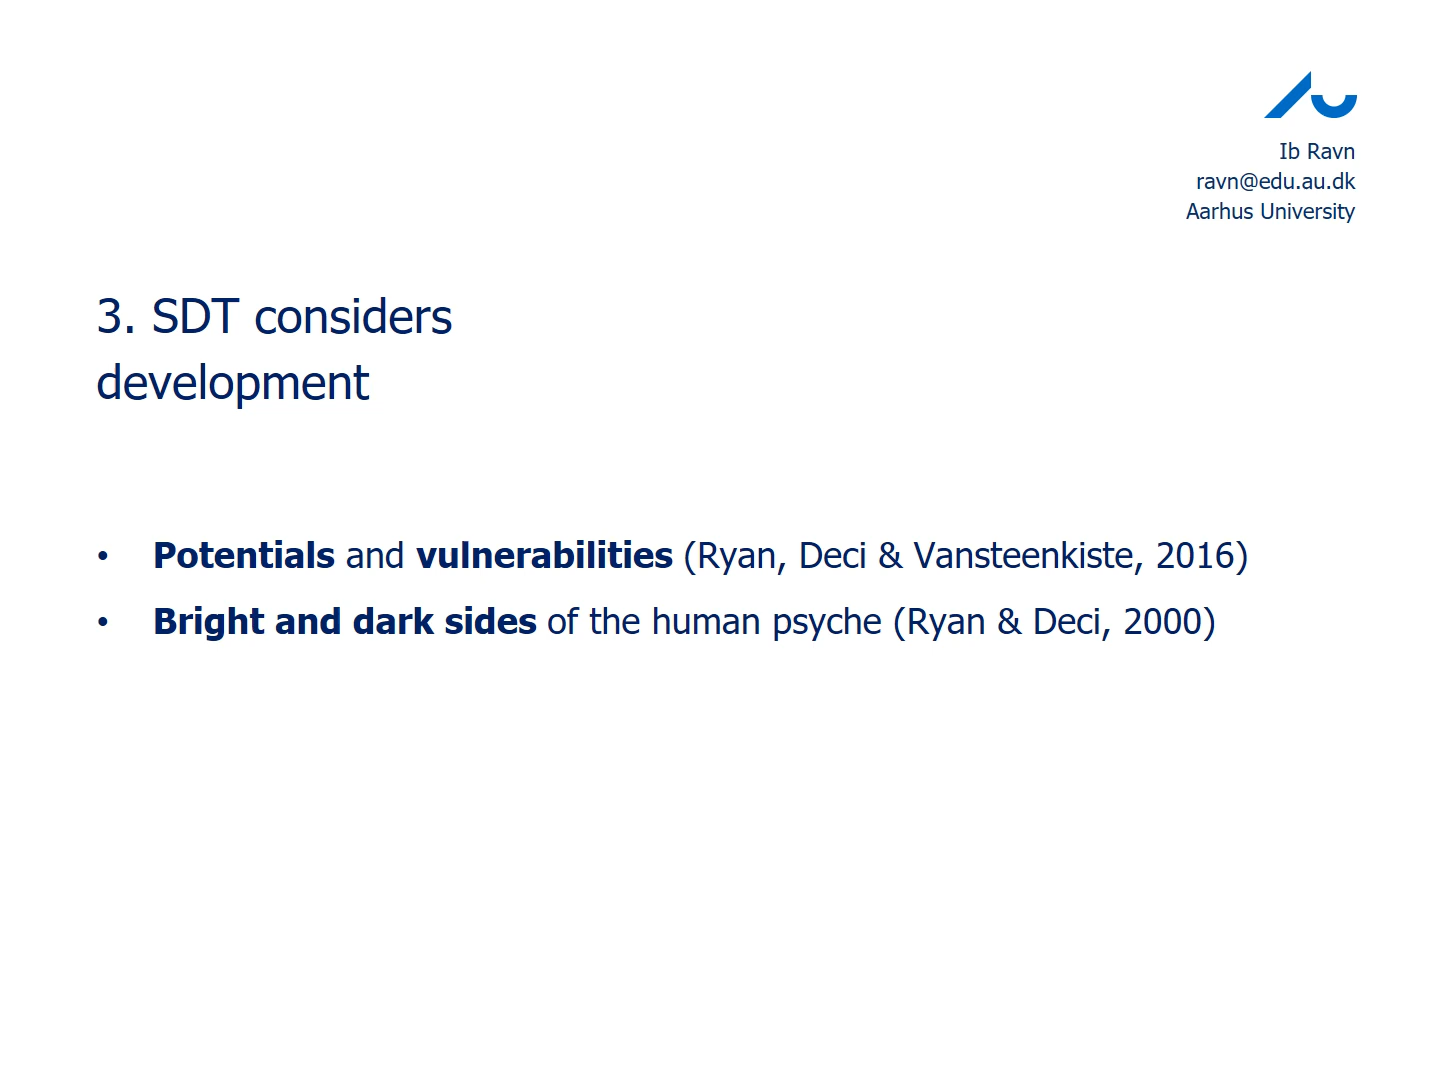 Ib Ravn
ravn@edu.au.dk
Aarhus University
3. SDT considers
development
• Potentials and vulnerabilities (Ryan, Deci & Vansteenkiste, 2016)
• Bright and dark sides of the human psyche (Ryan & Deci, 2000)